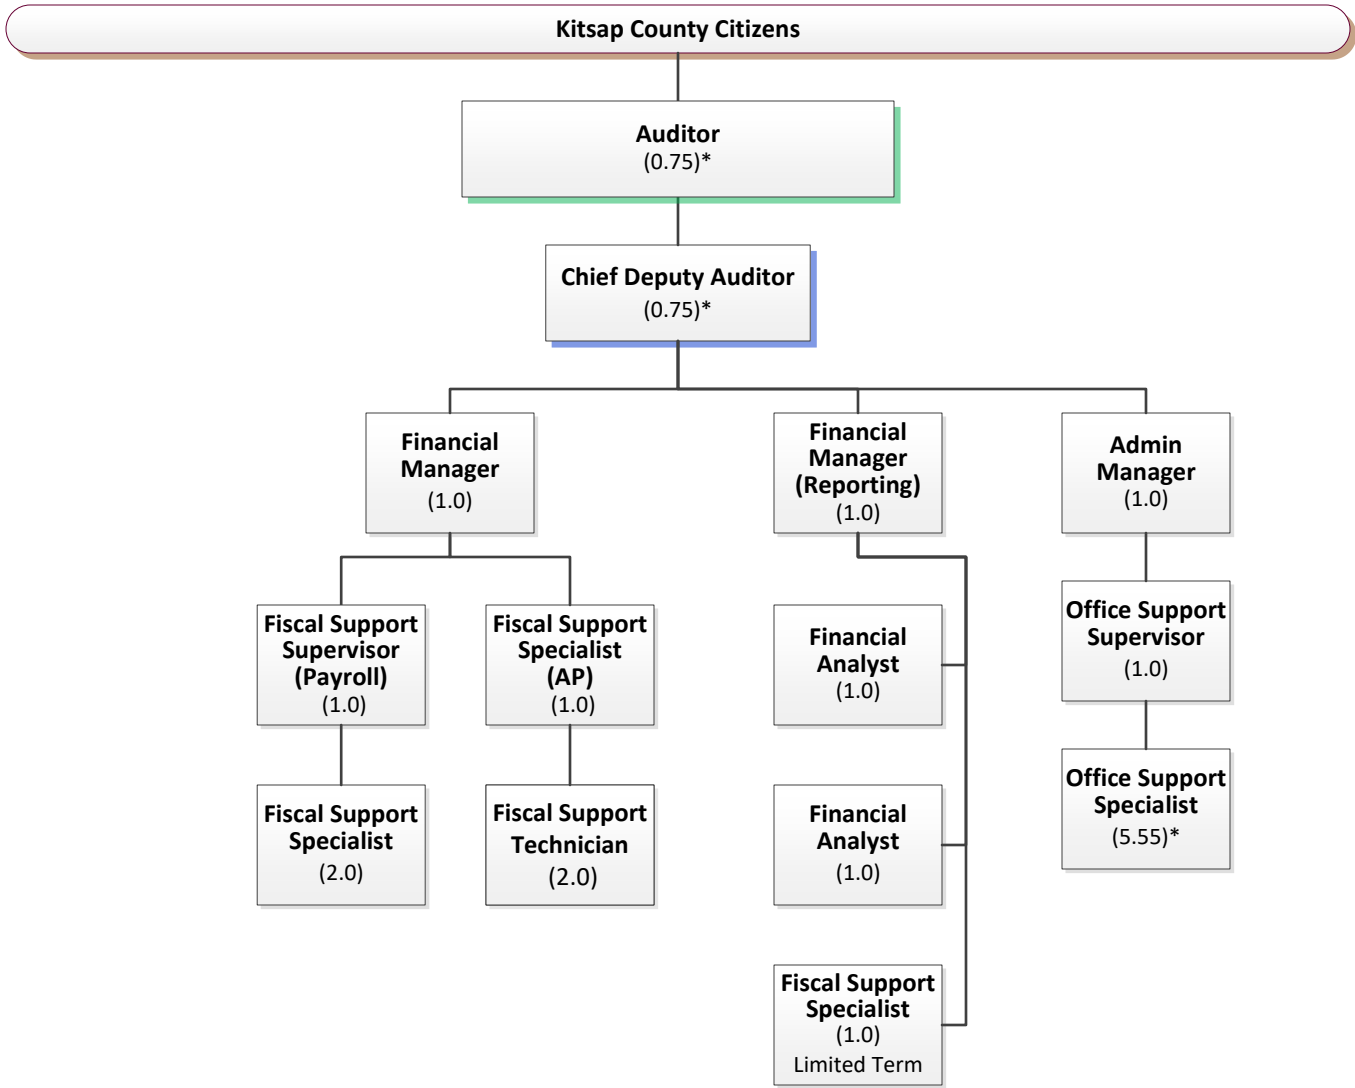 Kitsap County Citizens
Auditor
(0.75)*
Chief Deputy Auditor
(0.75)*
Financial
Manager
(1.0)
Financial
Manager
(Reporting)
(1.0)
Admin
Manager
(1.0)
Fiscal Support
Supervisor
(Payroll)
(1.0)
Fiscal Support
Specialist
(AP)
(1.0)
Financial
Analyst
(1.0)
Office Support
Supervisor
(1.0)
Fiscal Support
Specialist
(2.0)
Fiscal Support
Technician
(2.0)
Financial
Analyst
(1.0)
Office Support
Specialist
(5.55)*
Fiscal Support
Specialist
(1.0)
Limited Term